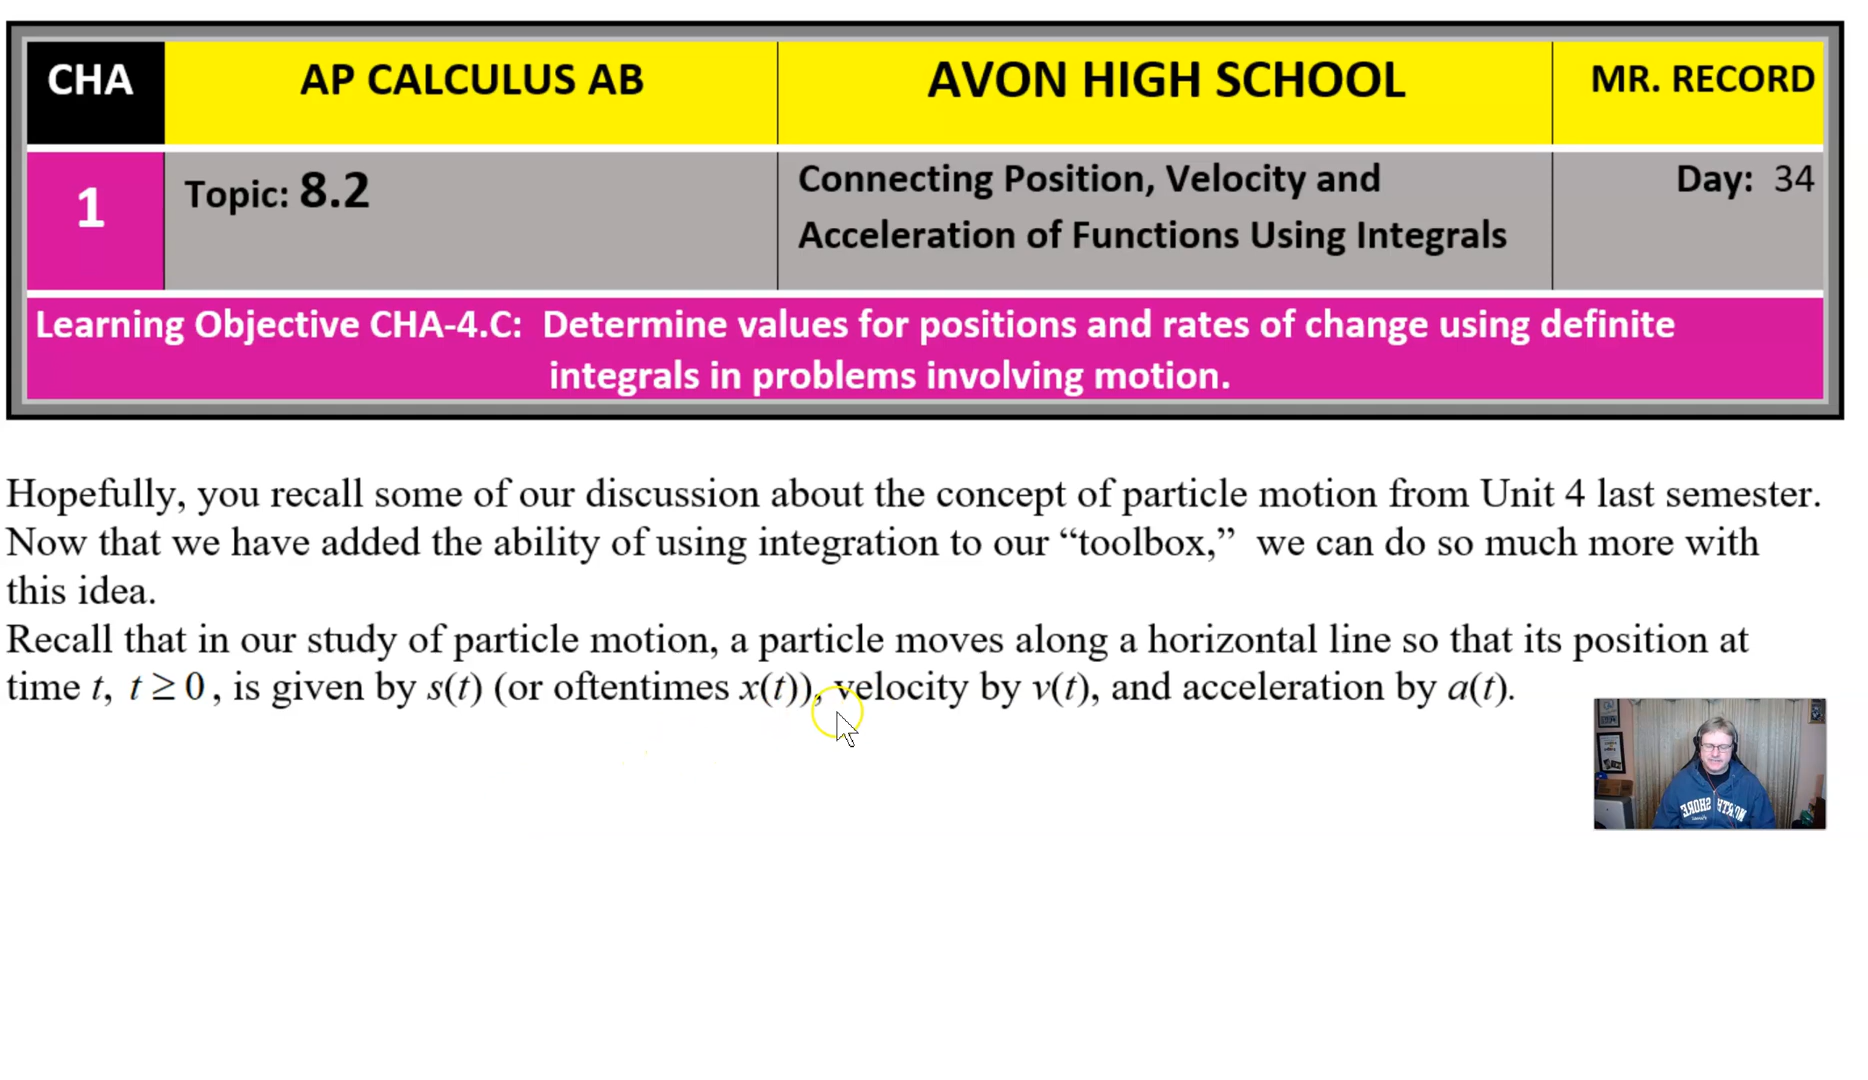 CHA
AP CALCULUS AB
AVON HIGH SCHOOL
MR. RECORD
1
Topic: 8.2
Connecting Position, Velocity and
Acceleration of Functions Using Integrals
Day: 34
Learning Objective CHA-4.C: Determine values for positions and rates of change using definite
integrals in problems involving motion.
Hopefully, you recall some of our discussion about the concept of particle motion from Unit 4 last semester.
Now that we have added the ability of using integration to our “toolbox,” we can do so much more with
this idea.
Recall that in our study of particle motion, a particle moves along a horizontal line so that its position at
time t, t ≥ 0, is given by s(t) (or oftentimes x(t)), velocity by v(t), and acceleration by a(t).
NORTH SHORE